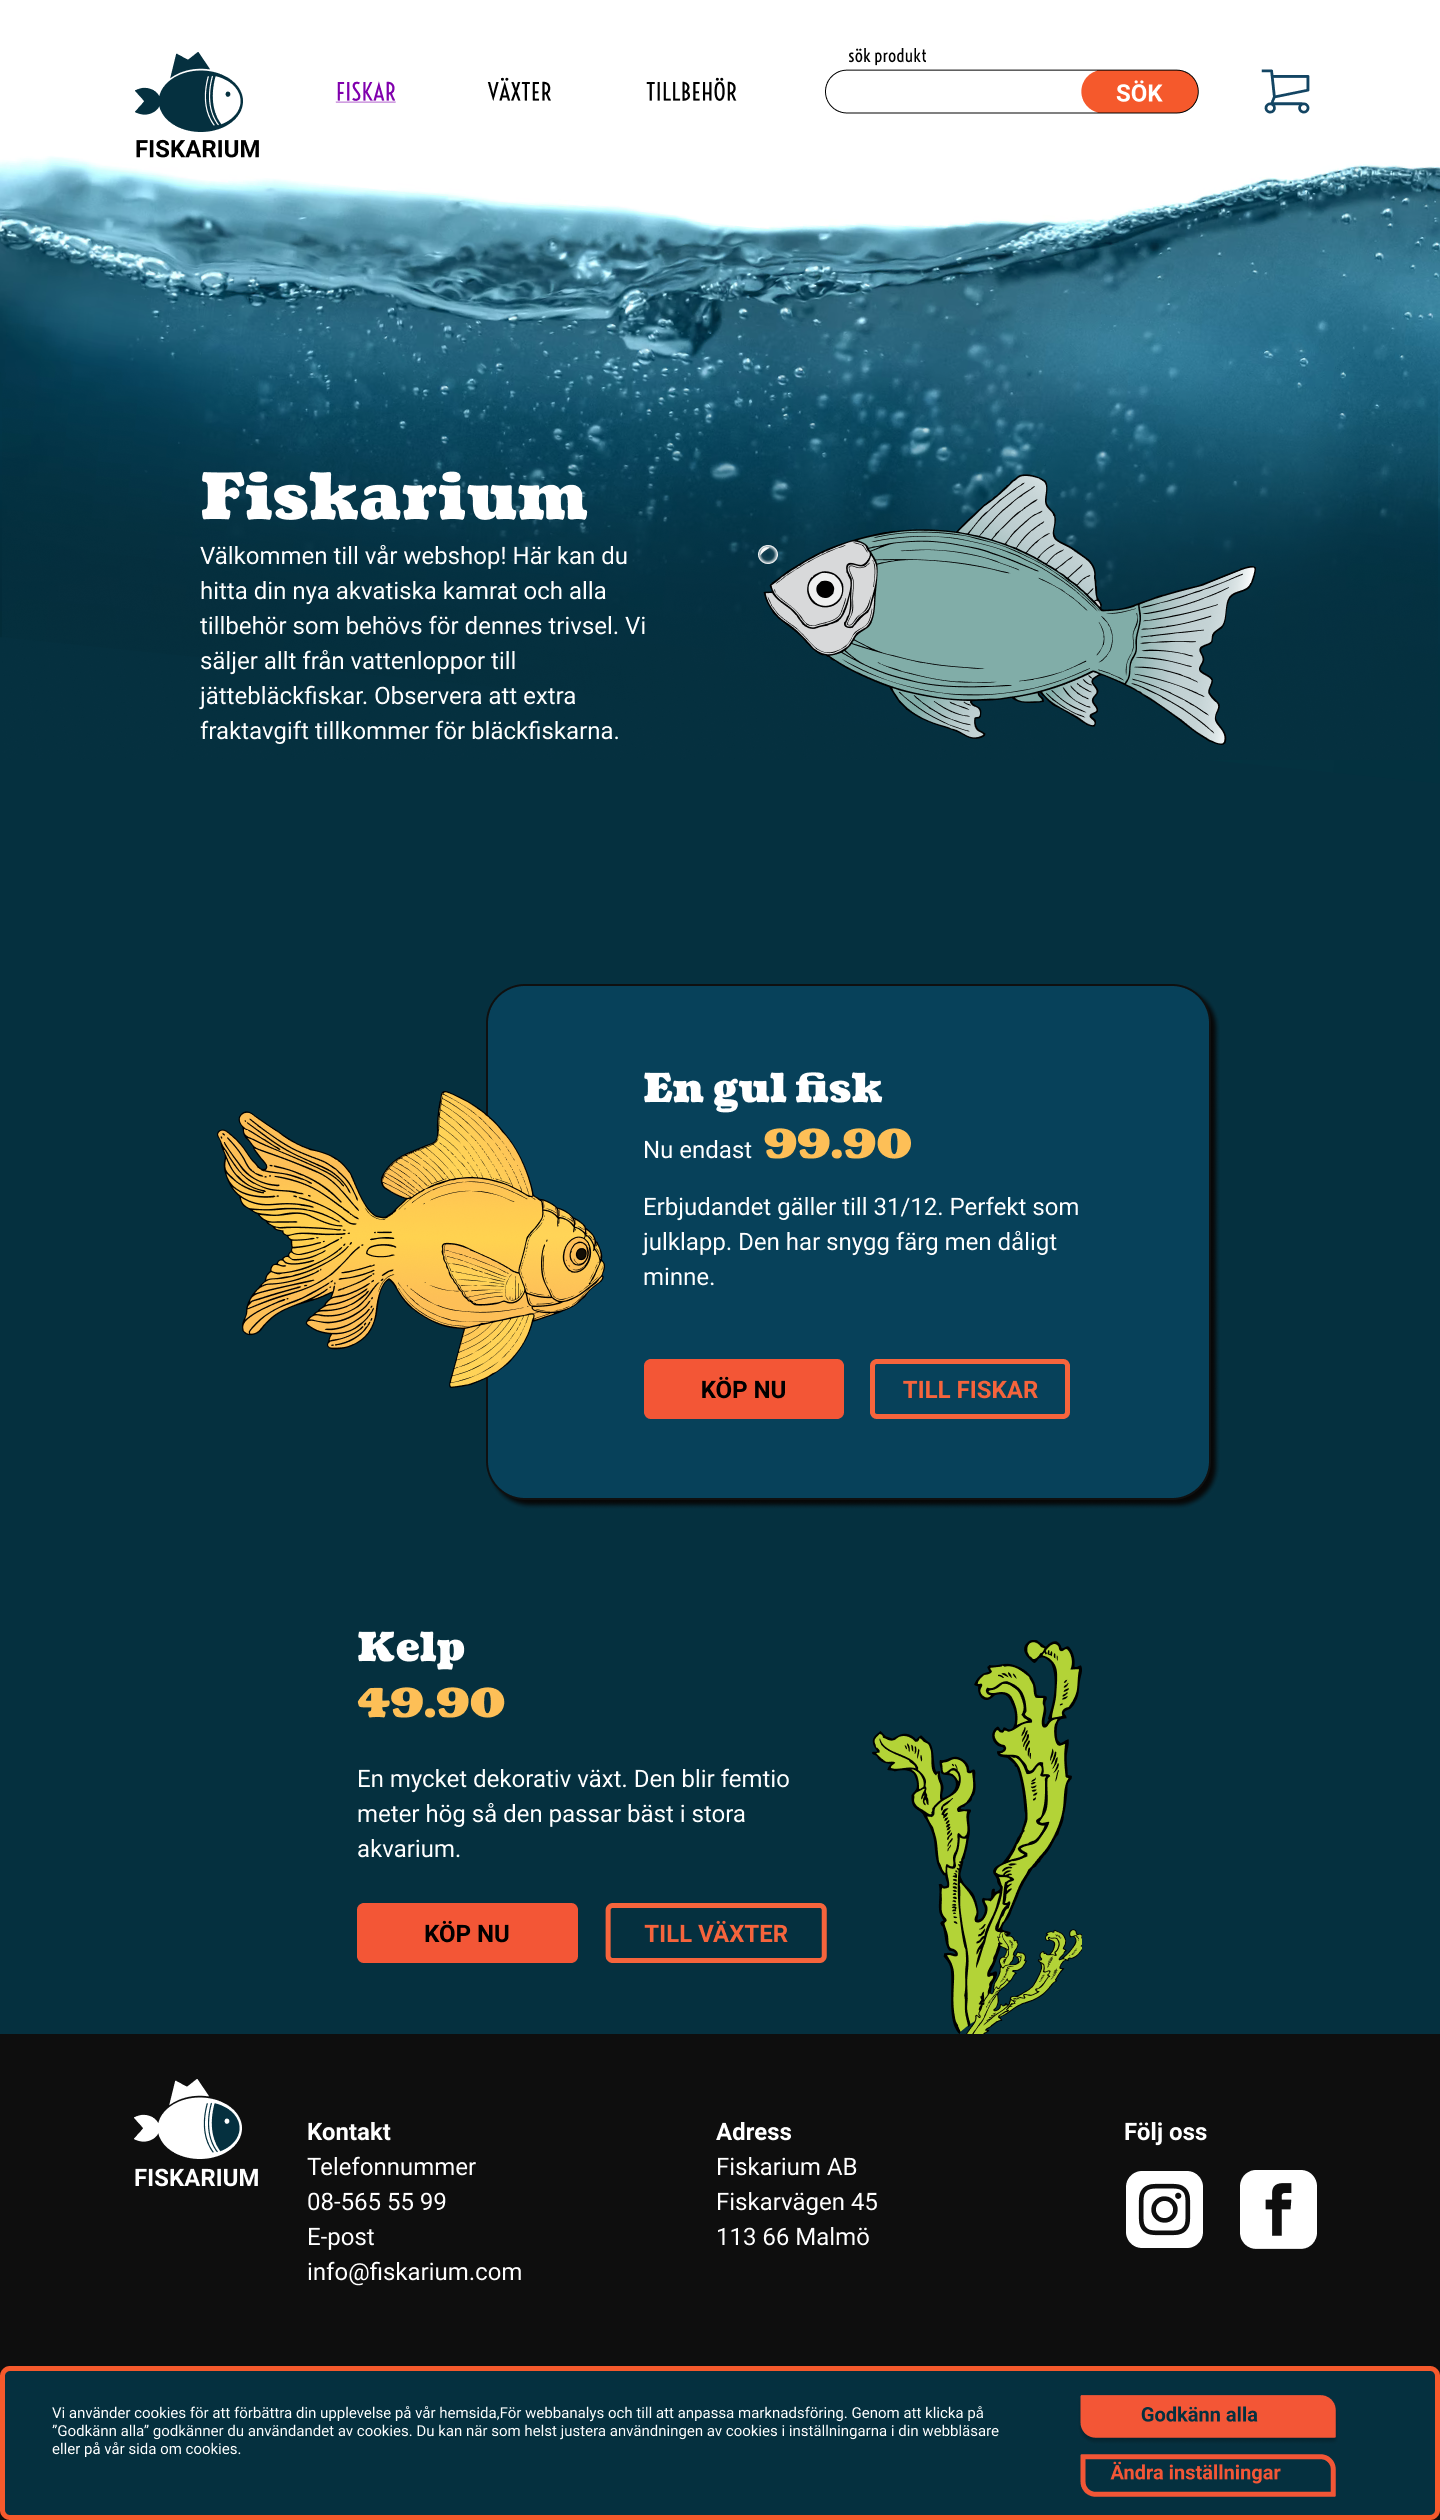 sök produkt
FISKAR
VÄXTER
TILLBEHÖR
SÖK
FISKARIUM
Fiskarium
Välkommen till vår webshop! Här kan du
hitta din nya akvatiska kamrat och alla
tillbehör som behövs för dennes trivsel. Vi
säljer allt från vattenloppor till
jättebläckfiskar. Observera att extra
fraktavgift tillkommer för bläckfiskarna.
En gul fisk
Nu endast 99.90
Erbjudandet gäller till 31/12. Perfekt som
julklapp. Den har snygg färg men dåligt
minne.
KÖP NU
TILL FISKAR
Kelp
49.90
En mycket dekorativ växt. Den blir femtio
meter hög så den passar bäst i stora
akvarium.
KÖP NU
TILL VÄXTER
FISKARIUM
Kontakt
Telefonnummer
08-565 55 99
E-post
info@fiskarium.com
Adress
Fiskarium AB
Fiskarvägen 45
113 66 Malmö
Följ oss
Vi använder cookies för att förbättra din upplevelse på vår hemsida,För webbanalys och till att anpassa marknadsföring. Genom att klicka på
”Godkänn alla” godkänner du användandet av cookies. Du kan när som helst justera användningen av cookies i inställningarna i din webbläsare
eller på vår sida om cookies.
Godkänn alla
Ändra inställningar